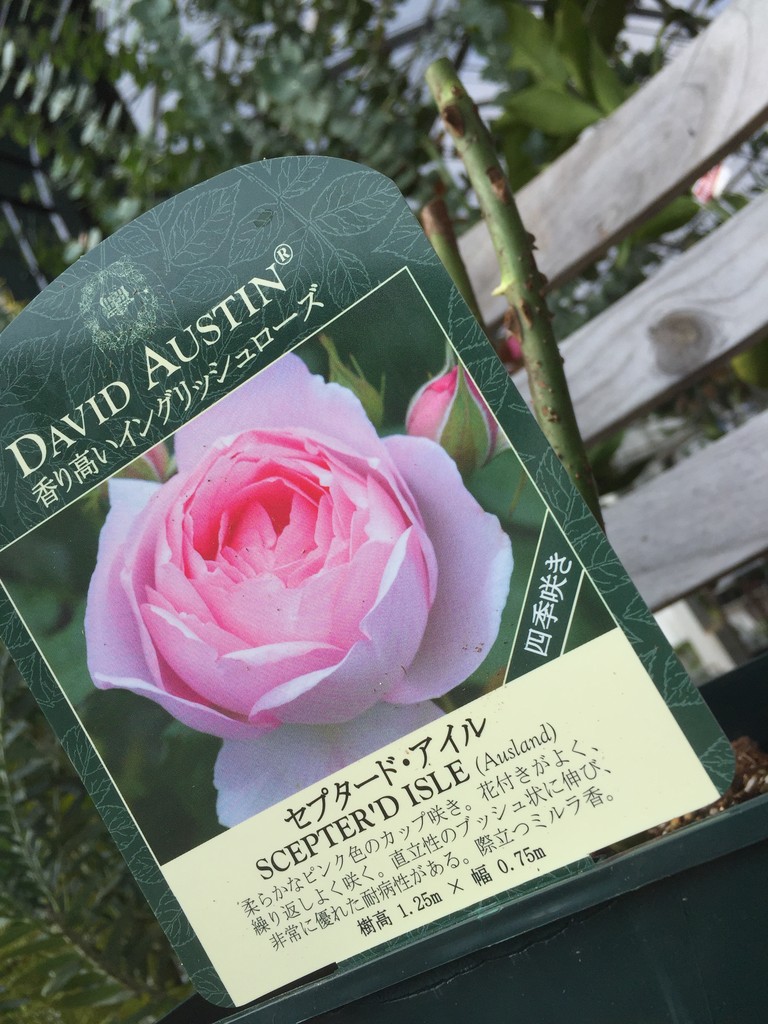 DAVID AUSTIN®
香り高いイングリッシュローズ
四季咲き
セプタード・アイル
SCEPTER'D ISLE (Ausland)
柔らかなピンク色のカップ咲き。花付きがよく、
繰り返しよく咲く。直立性のブッシュ状に伸び、
非常に優れた耐病性がある。際立つミルラ香。
樹高 1.25m × 幅 0.75m